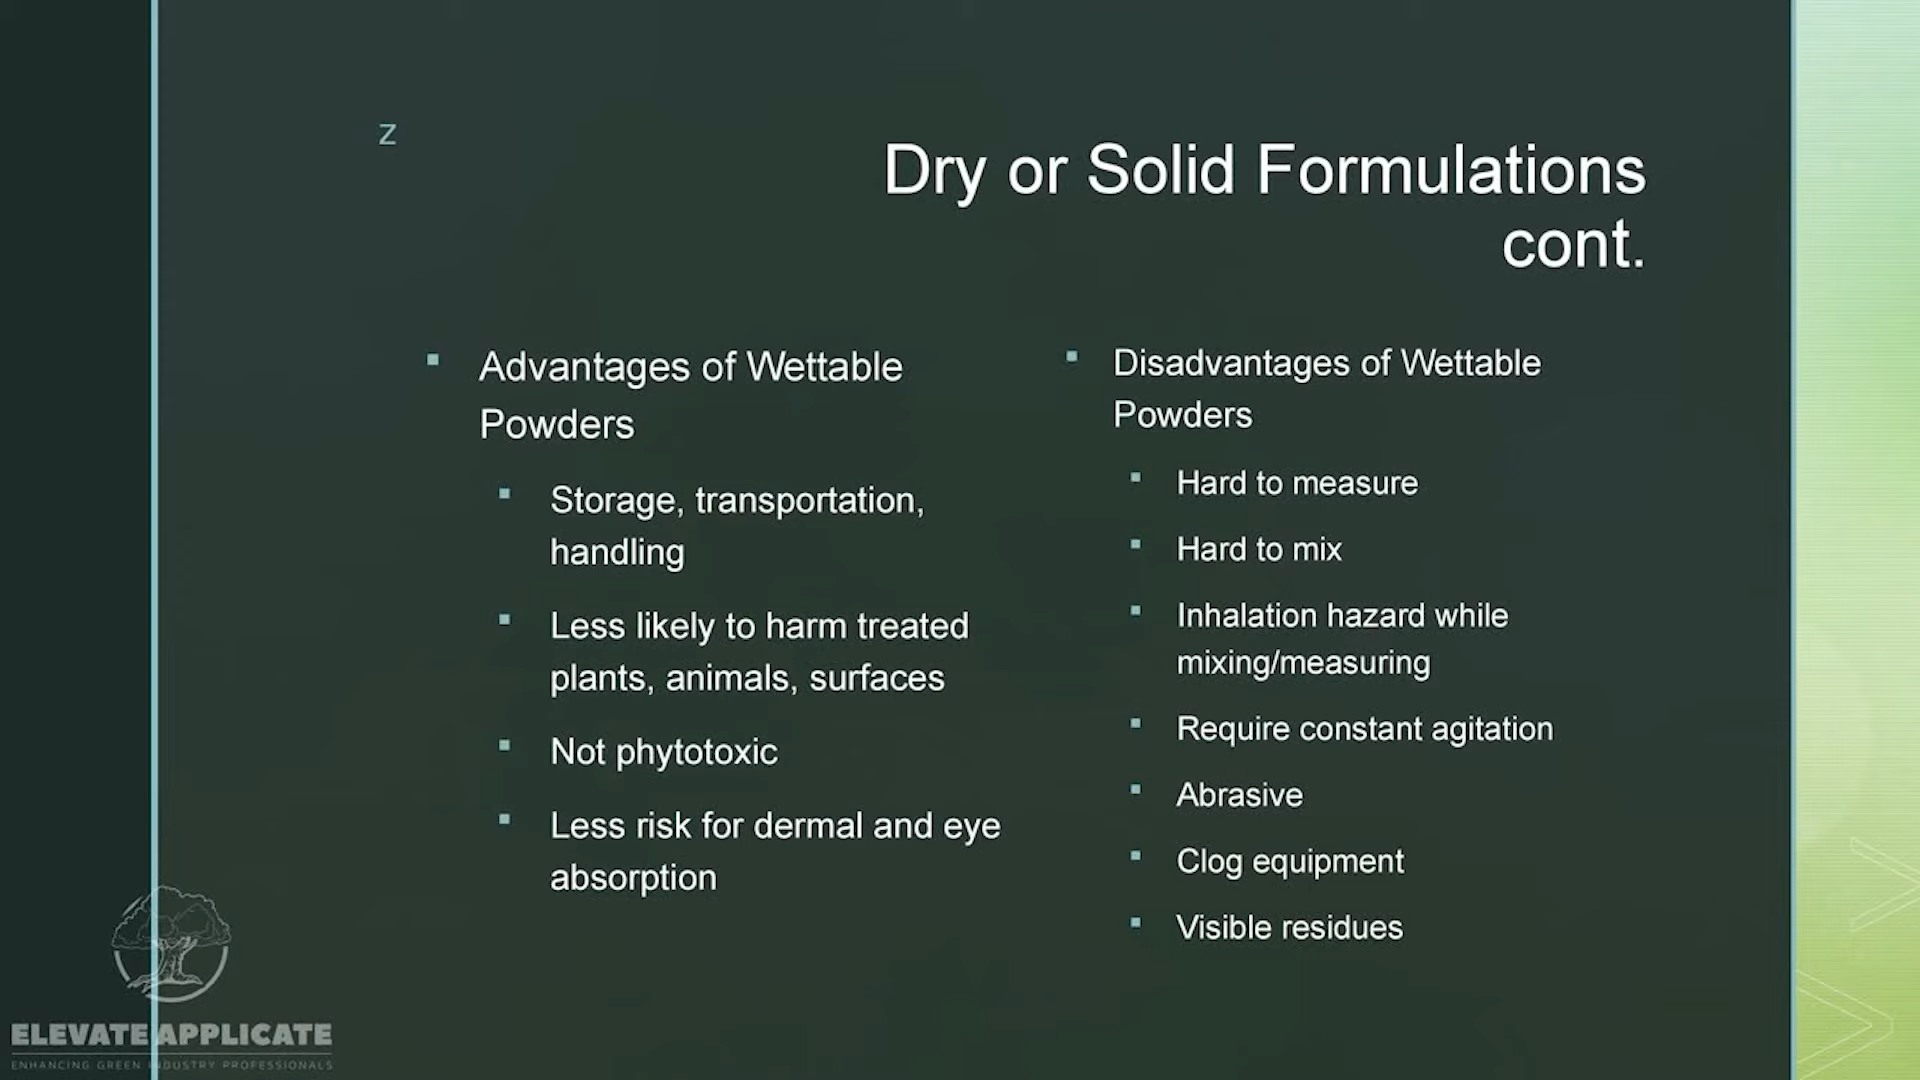 z
Dry or Solid Formulations
cont.
▪ Advantages of Wettable
Powders
▪ Storage, transportation,
handling
▪ Less likely to harm treated
plants, animals, surfaces
▪ Not phytotoxic
▪ Less risk for dermal and eye
absorption
▪ Disadvantages of Wettable
Powders
▪ Hard to measure
▪ Hard to mix
▪ Inhalation hazard while
mixing/measuring
▪ Require constant agitation
▪ Abrasive
▪ Clog equipment
▪ Visible residues
ELEVATE APPLICATE
ENHANCING GREEN INDUSTRY PROFESSIONALS